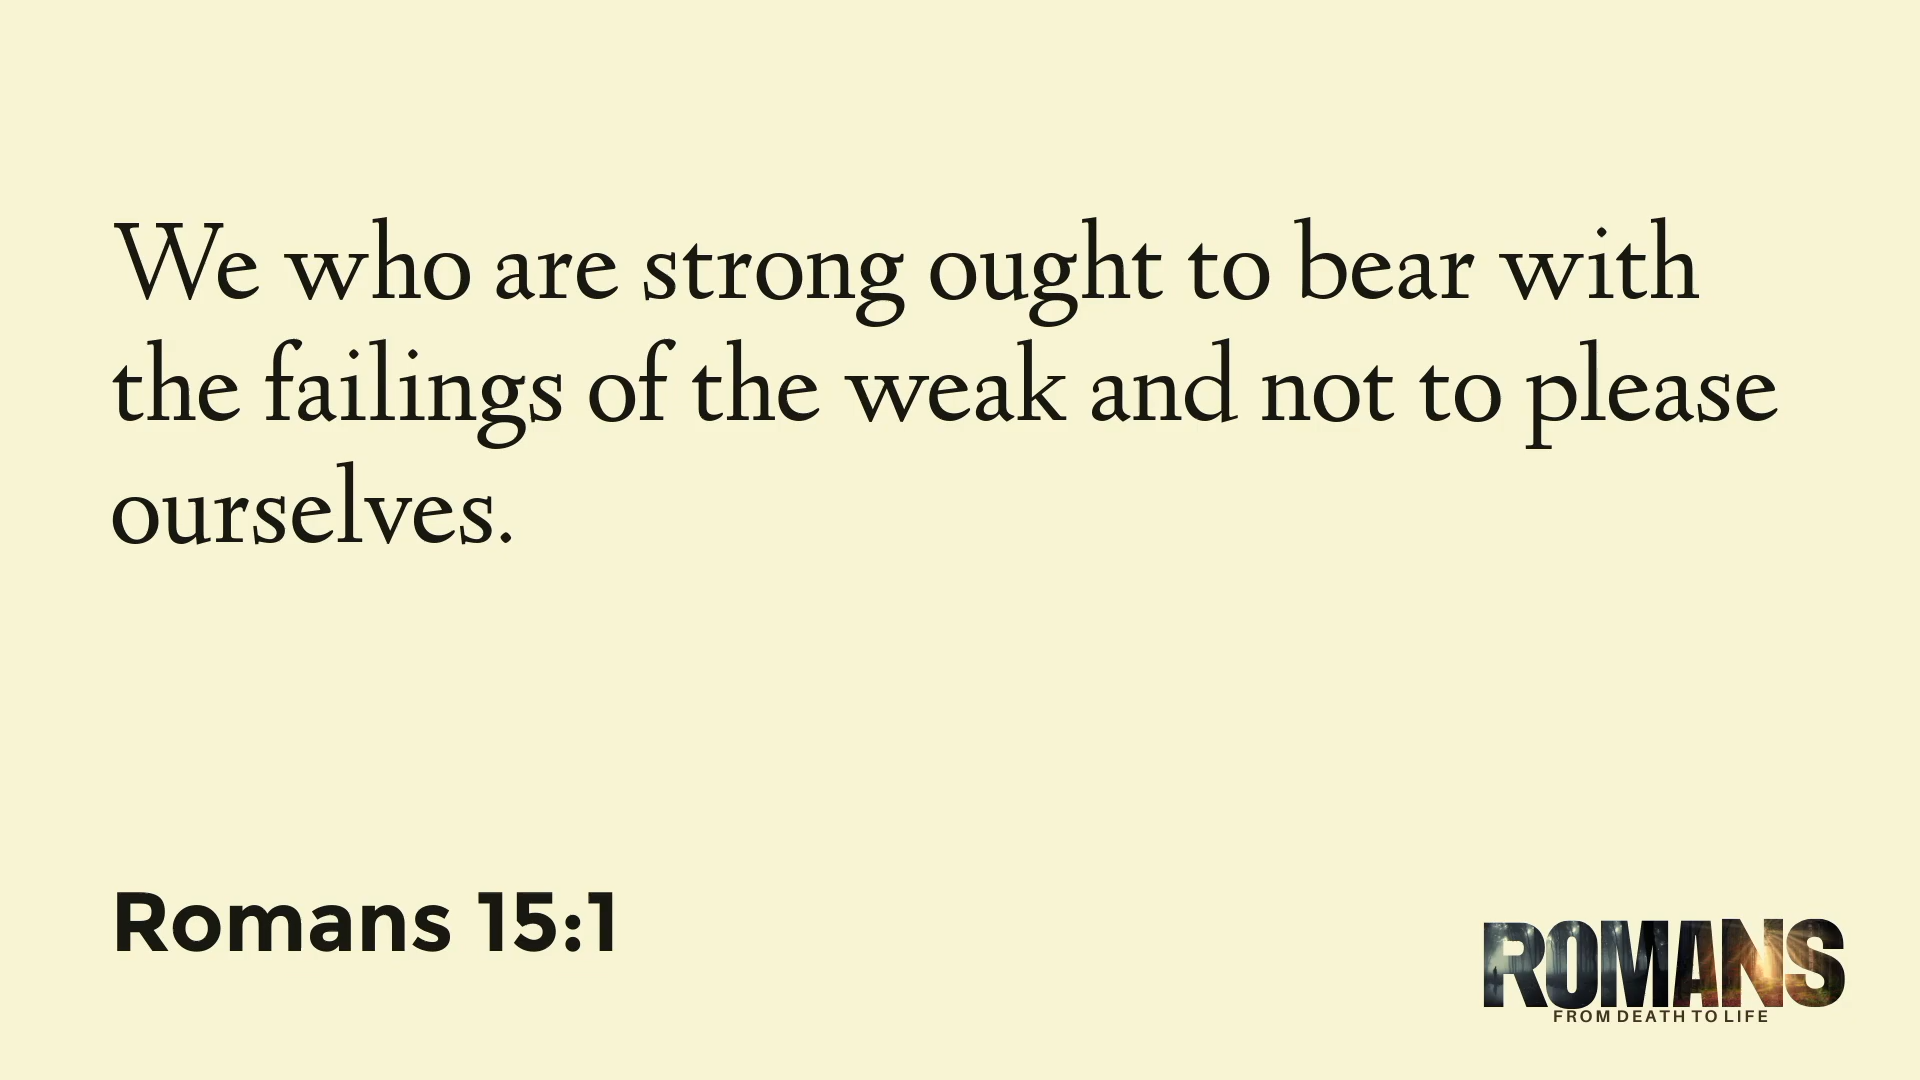 We who are strong ought to bear with
the failings of the weak and not to please
ourselves.
Romans 15:1
ROMANS
FROM DEATH TO LIFE